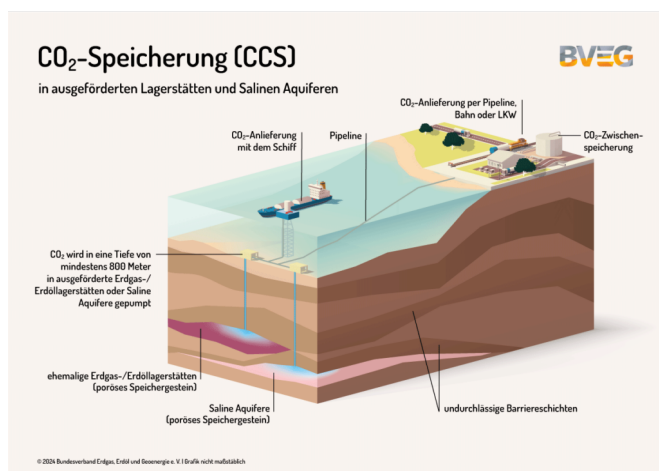 CO₂-Speicherung (CCS)
BVEG
in ausgeförderten Lagerstätten und Salinen Aquiferen
CO₂-Anlieferung per Pipeline,
Bahn oder LKW
CO₂-Anlieferung
mit dem Schiff
Pipeline
CO₂-Zwischen-
speicherung
CO₂ wird in eine Tiefe von
mindestens 800 Meter
in ausgeförderte Erdgas-/
Erdöllagerstätten oder Saline
Aquifere gepumpt
ehemalige Erdgas-/Erdöllagerstätten
(poröses Speichergestein)
Saline Aquifere
(poröses Speichergestein)
undurchlässige Barriereschichten
© 2024 Bundesverband Erdgas, Erdöl und Geoenergie e. V. I Grafik nicht maßstäblich